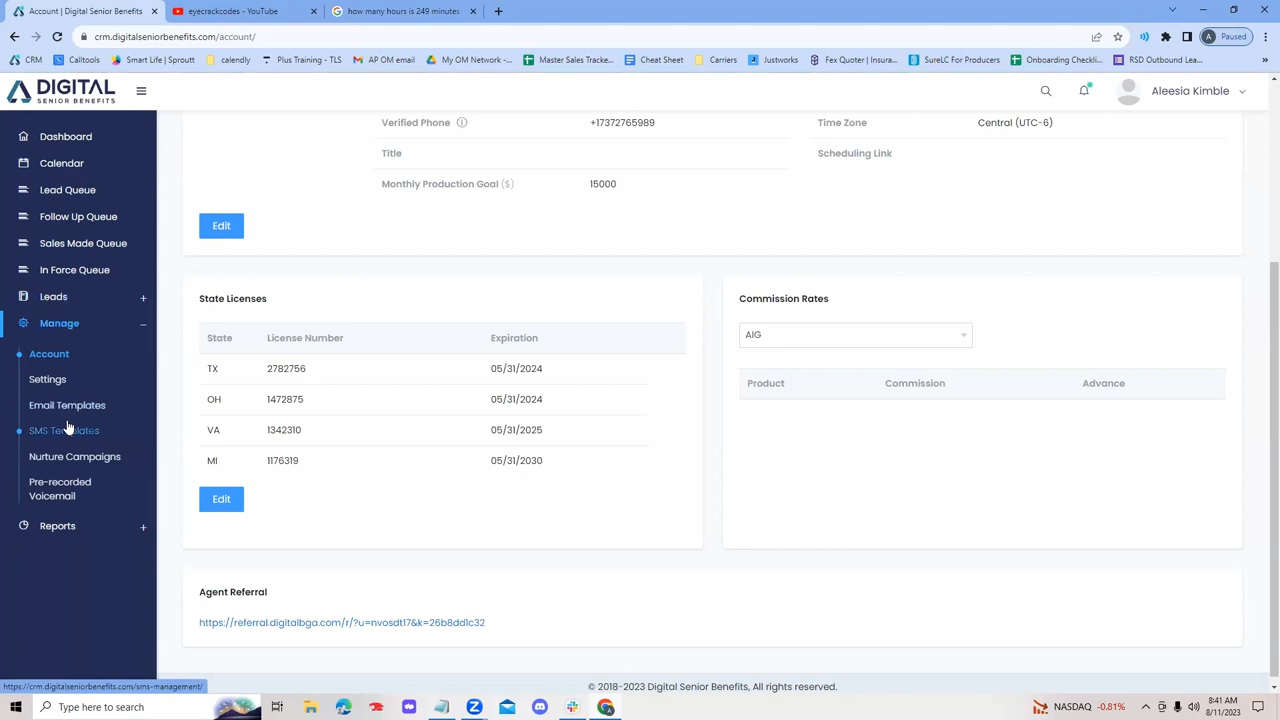 Account | Digital Senior Benefits
youtube experience
how many hours is 249 minutes
crm.digitalseniorbenefits.com/account/
A Paused
CRM
Calltools
Smart Life | Sproutt
calendly
Plus Training - TLS
AP OM email
My OM Network -...
Master Sales Tracke...
Cheat Sheet
Carriers
Justworks
Fex Quoter | Insura...
SureLC For Producers
Onboarding Checkli...
RSD Outbound Lea...
DIGITAL
SENIOR BENEFITS
Aleesia Kimble
Dashboard
Calendar
Lead Queue
Follow Up Queue
Sales Made Queue
In Force Queue
Leads +
Manage –
Account
Settings
Email Templates
SMS Templates
Nurture Campaigns
Pre-recorded
Voicemail
Reports +
Verified Phone +17372765989
Time Zone Central (UTC-6)
Title
Scheduling Link
Monthly Production Goal ($) 15000
Edit
State Licenses
State License Number Expiration
TX 2782756 05/31/2024
OH 1472875 05/31/2024
VA 1342310 05/31/2025
MI 1176319 05/31/2030
Edit
Commission Rates
AIG
Product Commission Advance
Agent Referral
https://referral.digitalbga.com/r/?u=nvosdt17&k=26b8dd1c32
© 2018-2023 Digital Senior Benefits, All rights reserved.
https://crm.digitalseniorbenefits.com/sms-management/
Type here to search
NASDAQ -0.81%
8:41 AM
8/11/2023